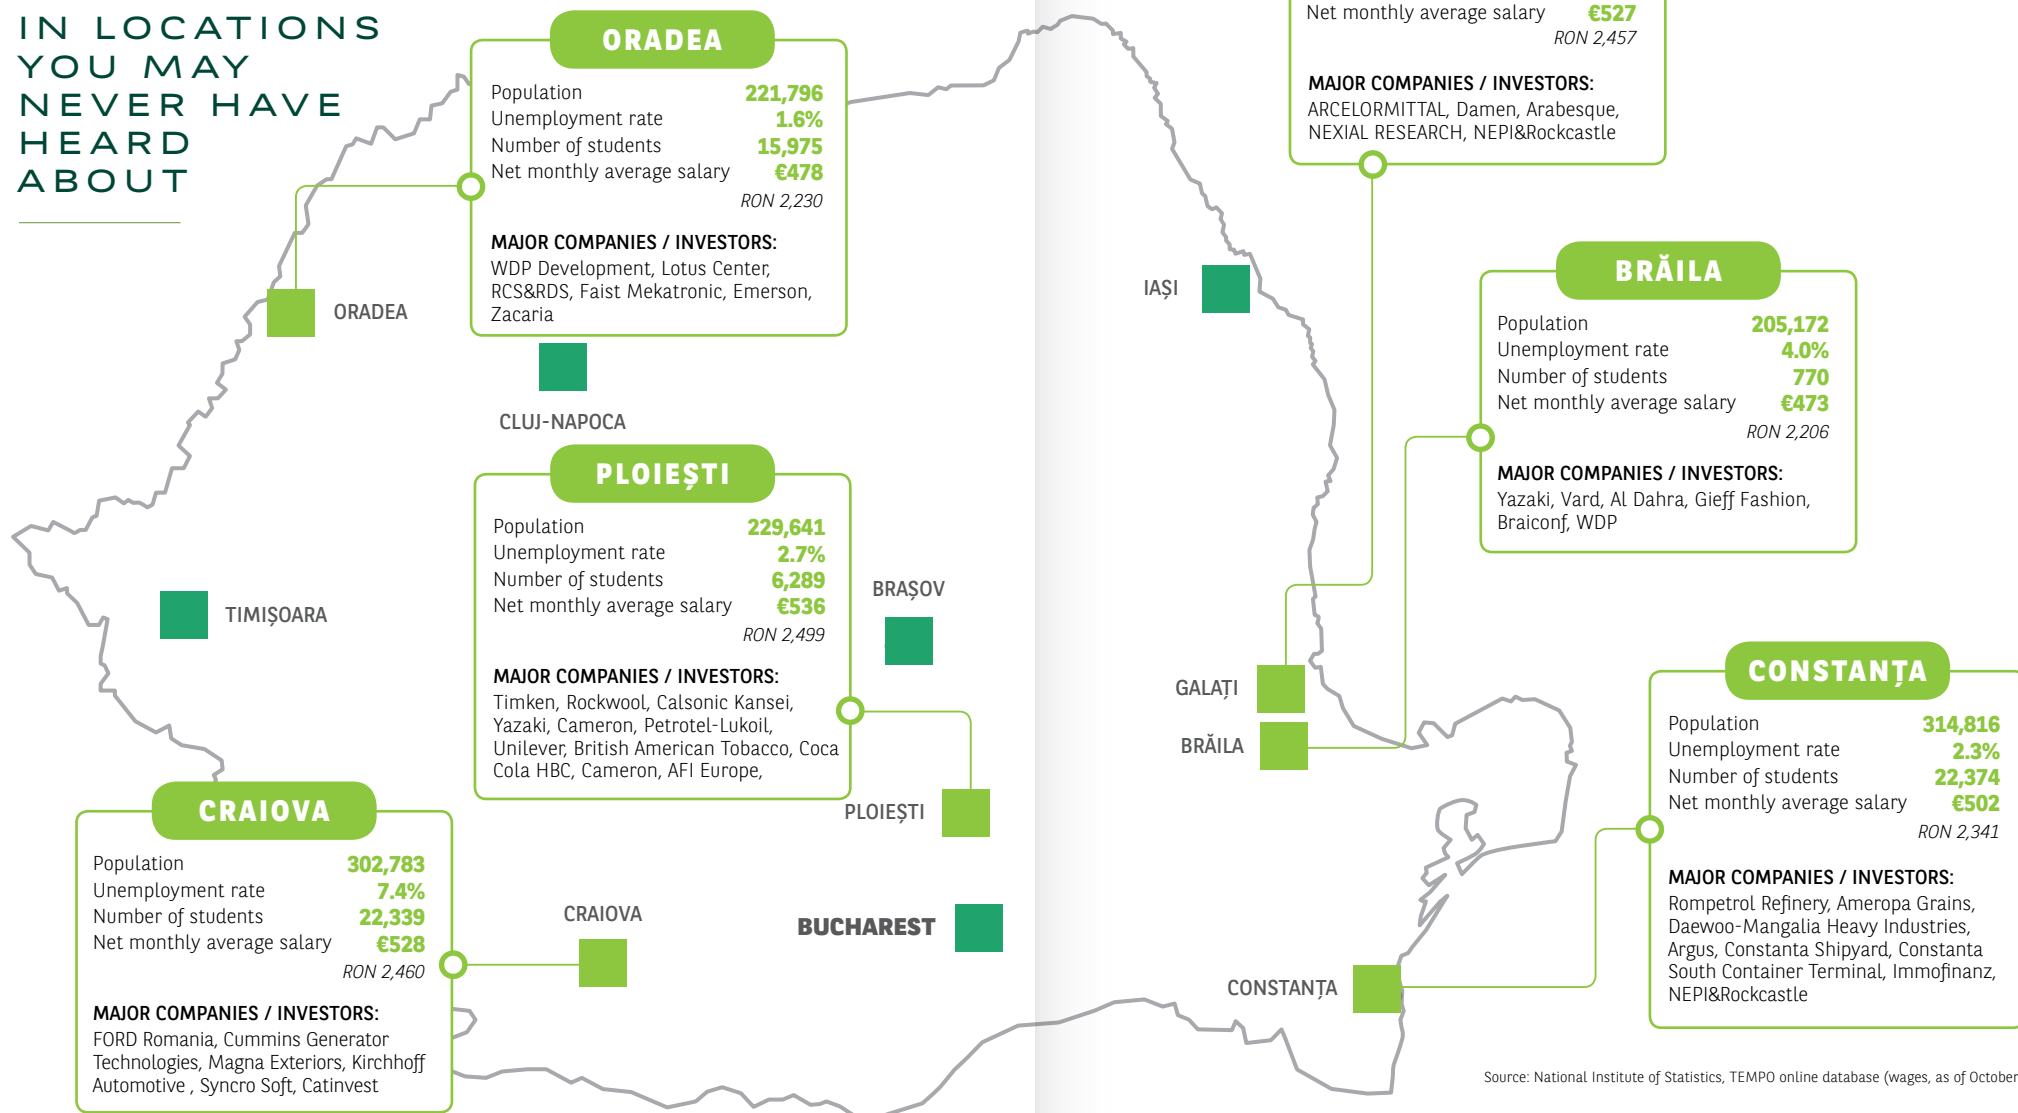 IN LOCATIONS
YOU MAY
NEVER HAVE
HEARD
ABOUT
ORADEA
Population 221,796
Unemployment rate 1.6%
Number of students 15,975
Net monthly average salary €478
RON 2,230
MAJOR COMPANIES / INVESTORS:
WDP Development, Lotus Center,
RCS&RDS, Faist Mekatronic, Emerson,
Zacaria
Net monthly average salary €527
RON 2,457
MAJOR COMPANIES / INVESTORS:
ARCELORMITTAL, Damen, Arabesque,
NEXIAL RESEARCH, NEPI&Rockcastle
ORADEA
CLUJ-NAPOCA
IAȘI
BRĂILA
Population 205,172
Unemployment rate 4.0%
Number of students 770
Net monthly average salary €473
RON 2,206
MAJOR COMPANIES / INVESTORS:
Yazaki, Vard, Al Dahra, Gieff Fashion,
Braiconf, WDP
PLOIEȘTI
Population 229,641
Unemployment rate 2.7%
Number of students 6,289
Net monthly average salary €536
RON 2,499
MAJOR COMPANIES / INVESTORS:
Timken, Rockwool, Calsonic Kansei,
Yazaki, Cameron, Petrotel-Lukoil,
Unilever, British American Tobacco, Coca
Cola HBC, Cameron, AFI Europe,
TIMIȘOARA
BRAȘOV
GALAȚI
BRĂILA
PLOIEȘTI
CONSTANȚA
Population 314,816
Unemployment rate 2.3%
Number of students 22,374
Net monthly average salary €502
RON 2,341
MAJOR COMPANIES / INVESTORS:
Rompetrol Refinery, Ameropa Grains,
Daewoo-Mangalia Heavy Industries,
Argus, Constanta Shipyard, Constanta
South Container Terminal, Immofinanz,
NEPI&Rockcastle
CRAIOVA
Population 302,783
Unemployment rate 7.4%
Number of students 22,339
Net monthly average salary €528
RON 2,460
MAJOR COMPANIES / INVESTORS:
FORD Romania, Cummins Generator
Technologies, Magna Exteriors, Kirchhoff
Automotive , Syncro Soft, Catinvest
CRAIOVA
BUCHAREST
CONSTANȚA
Source: National Institute of Statistics, TEMPO online database (wages, as of October